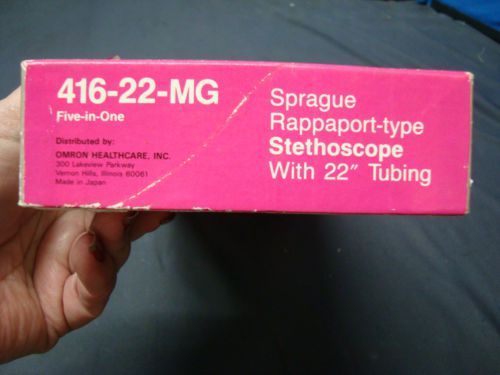 416-22-MG
Five-in-One
Distributed by:
OMRON HEALTHCARE, INC.
300 Lakeview Parkway
Vernon Hills, Illinois 60061
Made in Japan
Sprague
Rappaport-type
Stethoscope
With 22″ Tubing